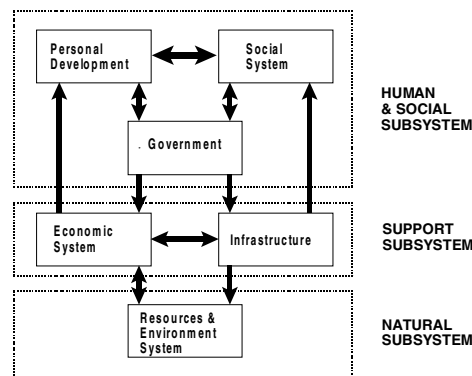 Personal
Development
Social
System
HUMAN
& SOCIAL
SUBSYSTEM
. Government
Economic
System
Infrastructure
SUPPORT
SUBSYSTEM
Resources &
Environment
System
NATURAL
SUBSYSTEM